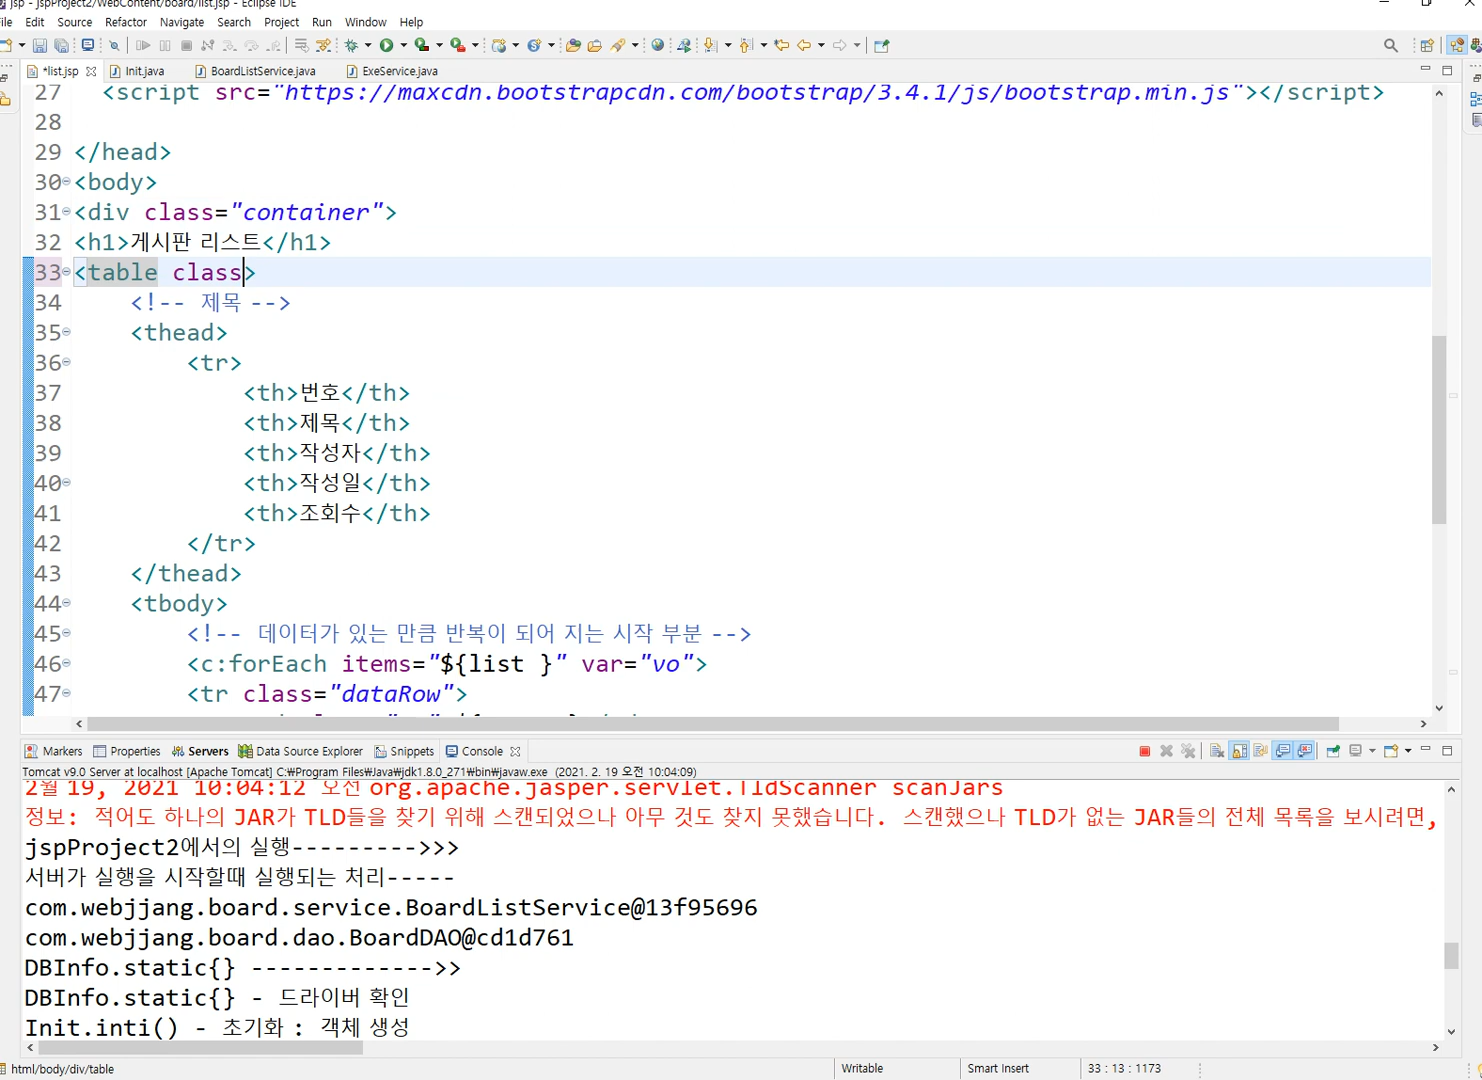 jsp - jspProject2/WebContent/board/list.jsp - Eclipse IDE
File Edit Source Refactor Navigate Search Project Run Window Help
*list.jsp Init.java BoardListService.java ExeService.java
27 <script src="https://maxcdn.bootstrapcdn.com/bootstrap/3.4.1/js/bootstrap.min.js"></script>
28
29 </head>
30 <body>
31 <div class="container">
32 <h1>게시판 리스트</h1>
33 <table class>
34 <!-- 제목 -->
35 <thead>
36 <tr>
37 <th>번호</th>
38 <th>제목</th>
39 <th>작성자</th>
40 <th>작성일</th>
41 <th>조회수</th>
42 </tr>
43 </thead>
44 <tbody>
45 <!-- 데이터가 있는 만큼 반복이 되어 지는 시작 부분 -->
46 <c:forEach items="${list }" var="vo">
47 <tr class="dataRow">
Markers Properties Servers Data Source Explorer Snippets Console
Tomcat v9.0 Server at localhost [Apache Tomcat] C:₩Program Files₩Java₩jdk1.8.0_271₩bin₩javaw.exe (2021. 2. 19 오전 10:04:09)
2월 19, 2021 10:04:12 오전 org.apache.jasper.servlet.TldScanner scanJars
정보: 적어도 하나의 JAR가 TLD들을 찾기 위해 스캔되었으나 아무 것도 찾지 못했습니다. 스캔했으나 TLD가 없는 JAR들의 전체 목록을 보시려면,
jspProject2에서의 실행--------->>>
서버가 실행을 시작할때 실행되는 처리-----
com.webjjang.board.service.BoardListService@13f95696
com.webjjang.board.dao.BoardDAO@cd1d761
DBInfo.static{} ------------->>
DBInfo.static{} - 드라이버 확인
Init.inti() - 초기화 : 객체 생성
html/body/div/table Writable Smart Insert 33 : 13 : 1173